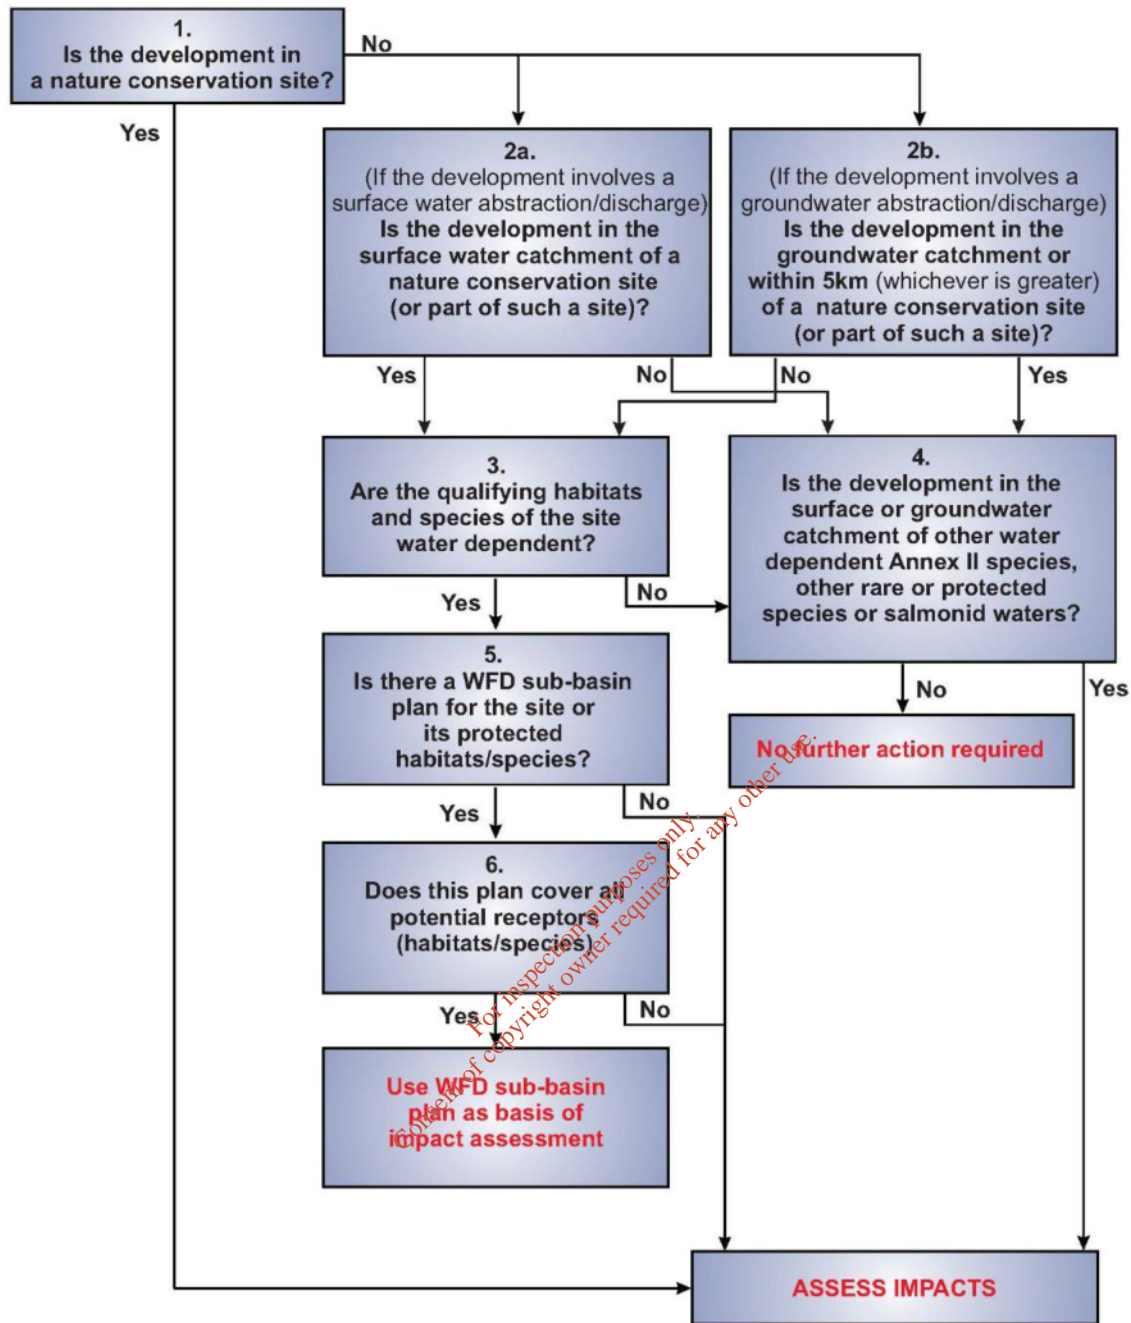 1.
Is the development in
a nature conservation site?
No
Yes
2a.
(If the development involves a
surface water abstraction/discharge)
Is the development in the
surface water catchment of a
nature conservation site
(or part of such a site)?
2b.
(If the development involves a
groundwater abstraction/discharge)
Is the development in the
groundwater catchment or
within 5km (whichever is greater)
of a nature conservation site
(or part of such a site)?
Yes
No
No
Yes
3.
Are the qualifying habitats
and species of the site
water dependent?
4.
Is the development in the
surface or groundwater
catchment of other water
dependent Annex II species,
other rare or protected
species or salmonid waters?
Yes
No
No
Yes
5.
Is there a WFD sub-basin
plan for the site or
its protected
habitats/species?
No further action required
Yes
No
6.
Does this plan cover all
potential receptors
(habitats/species)
Yes
No
Use WFD sub-basin
plan as basis of
impact assessment
ASSESS IMPACTS
For inspection purposes only.
Consent of copyright owner required for any other use.